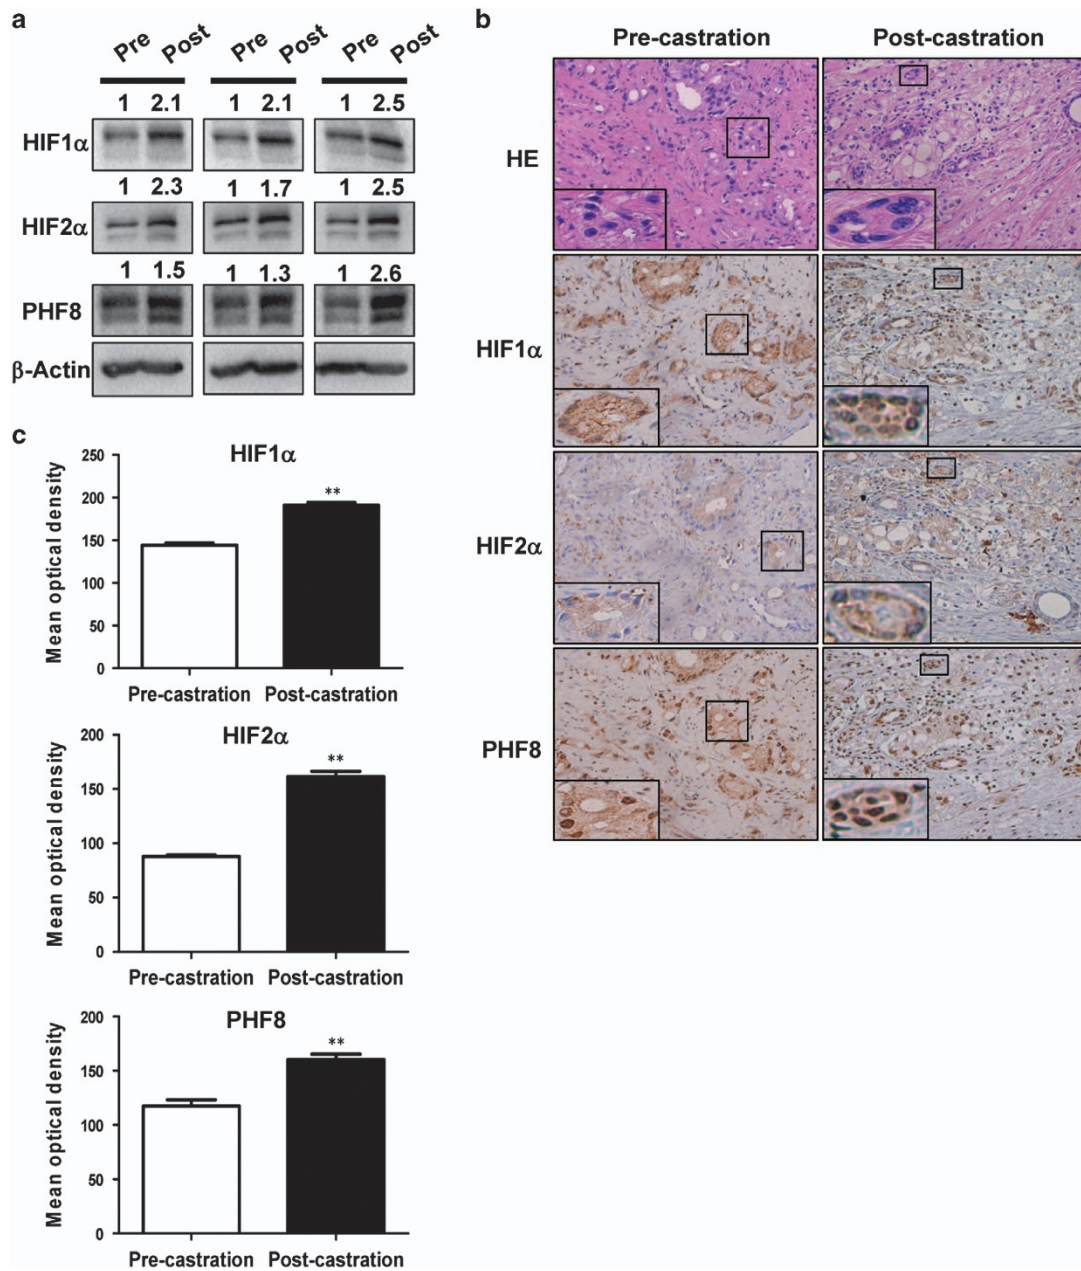 a
Pre Post Pre Post Pre Post
1 2.1 1 2.1 1 2.5
HIF1α
1 2.3 1 1.7 1 2.5
HIF2α
1 1.5 1 1.3 1 2.6
PHF8
β-Actin
b
Pre-castration Post-castration
HE
HIF1α
HIF2α
PHF8
c
HIF1α
Mean optical density
250
200
150
100
50
0
**
Pre-castration Post-castration
HIF2α
Mean optical density
200
150
100
50
0
**
Pre-castration Post-castration
PHF8
Mean optical density
200
150
100
50
0
**
Pre-castration Post-castration